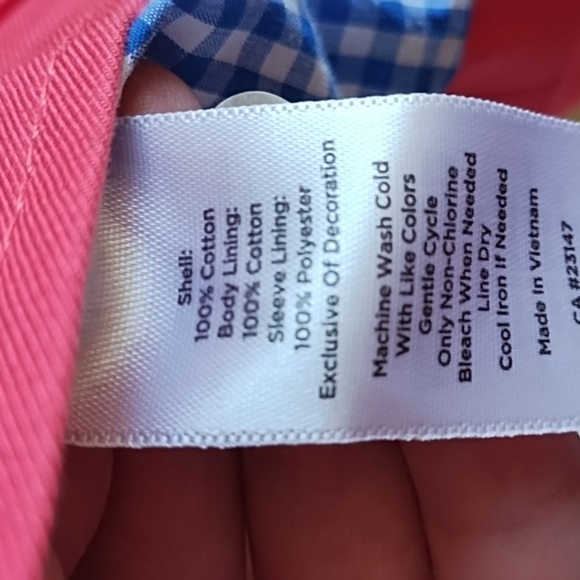 Shell:
100% Cotton
Body Lining:
100% Cotton
Sleeve Lining:
100% Polyester
Exclusive Of Decoration
Machine Wash Cold
With Like Colors
Gentle Cycle
Only Non-Chlorine
Bleach When Needed
Line Dry
Cool Iron If Needed
Made In Vietnam
CA #23147